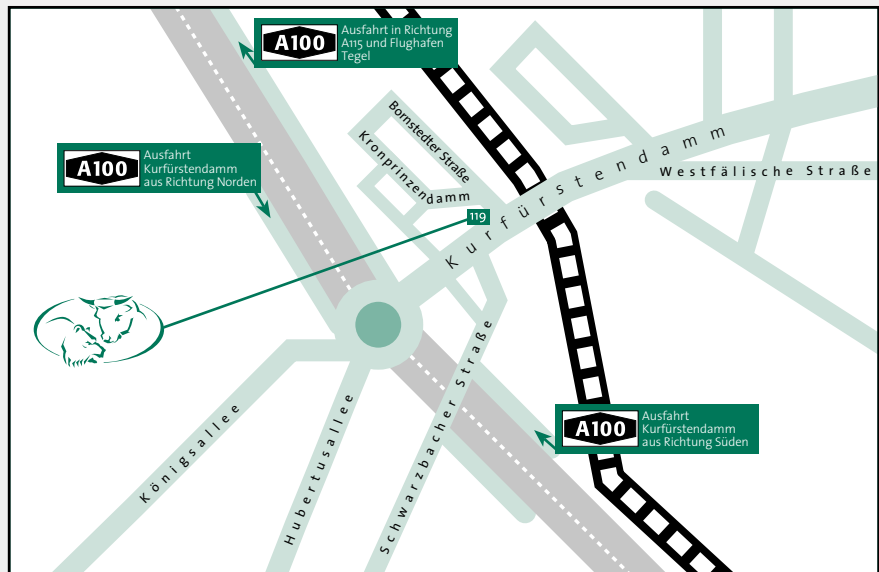 A100
Ausfahrt in Richtung
A115 und Flughafen
Tegel
A100
Ausfahrt
Kurfürstendamm
aus Richtung Norden
Bornstedter Straße
Kronprinzendamm
Kurfürstendamm
Westfälische Straße
119
Königsallee
Hubertusallee
Schwarzbacher Straße
A100
Ausfahrt
Kurfürstendamm
aus Richtung Süden